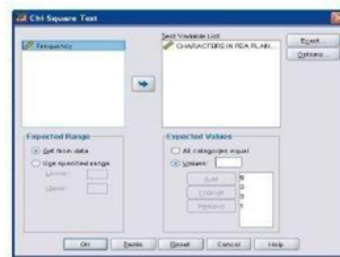 Chi-Square Test
Frequency
Test Variable List
CHARACTERS IN PEA PLAN...
Exact...
Options...
Expected Range
Get from data
Use specified range
Lower:
Upper:
Expected Values
All categories equal
Values:
Add
Change
Remove
9
3
3
1
OK
Paste
Reset
Cancel
Help